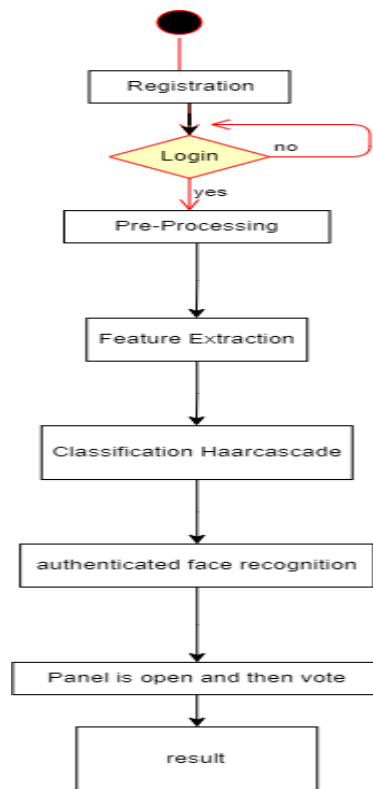 Registration
Login
no
yes
Pre-Processing
Feature Extraction
Classification Haarcascade
authenticated face recognition
Panel is open and then vote
result